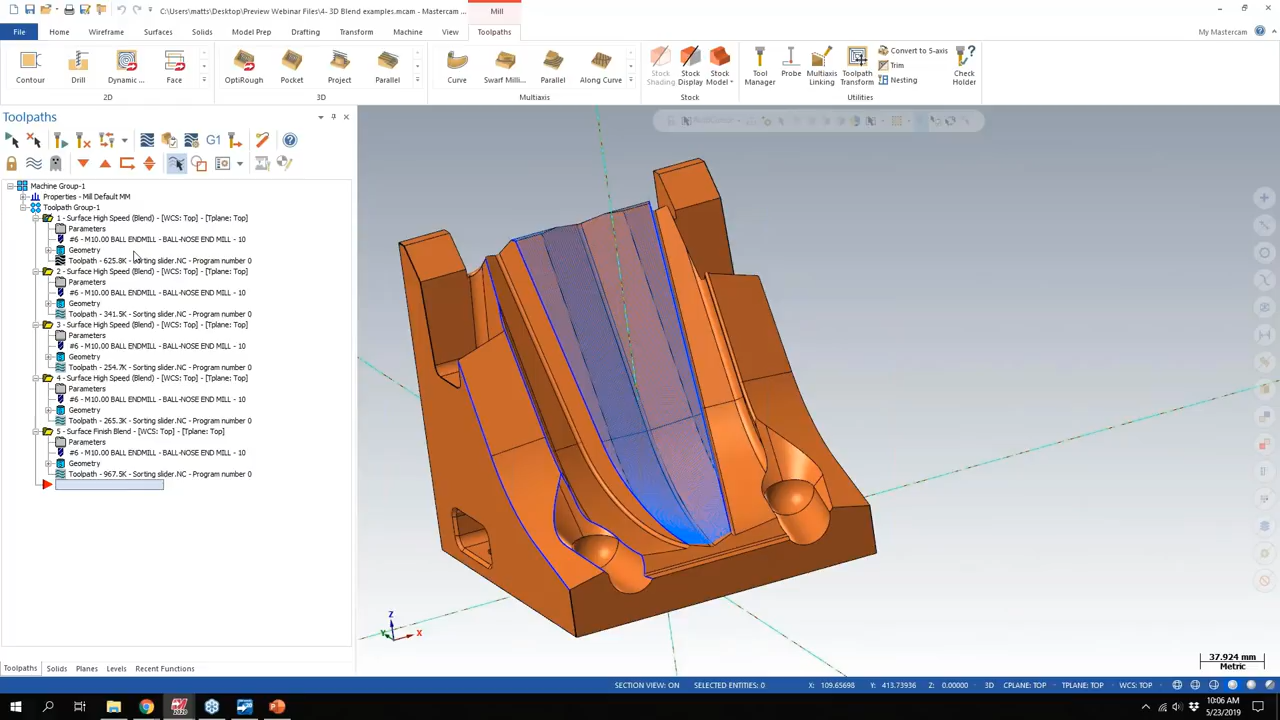 C:\Users\matts\Desktop\Preview Webinar Files\4- 3D Blend examples.mcam - Mastercam ...
Mill
File Home Wireframe Surfaces Solids Model Prep Drafting Transform Machine View Toolpaths My Mastercam
Contour Drill Dynamic ... Face OptiRough Pocket Project Parallel Curve Swarf Milli... Parallel Along Curve Stock Shading Stock Display Stock Model Tool Manager Probe Multiaxis Linking Toolpath Transform Convert to 5-axis Trim Nesting Check Holder
2D 3D Multiaxis Stock Utilities
Toolpaths
G1
Machine Group-1
Properties - Mill Default MM
Toolpath Group-1
1 - Surface High Speed (Blend) - [WCS: Top] - [Tplane: Top]
Parameters
#6 - M10.00 BALL ENDMILL - BALL-NOSE END MILL - 10
Geometry
Toolpath - 625.8K - Sorting slider.NC - Program number 0
2 - Surface High Speed (Blend) - [WCS: Top] - [Tplane: Top]
Parameters
#6 - M10.00 BALL ENDMILL - BALL-NOSE END MILL - 10
Geometry
Toolpath - 341.5K - Sorting slider.NC - Program number 0
3 - Surface High Speed (Blend) - [WCS: Top] - [Tplane: Top]
Parameters
#6 - M10.00 BALL ENDMILL - BALL-NOSE END MILL - 10
Geometry
Toolpath - 254.7K - Sorting slider.NC - Program number 0
4 - Surface High Speed (Blend) - [WCS: Top] - [Tplane: Top]
Parameters
#6 - M10.00 BALL ENDMILL - BALL-NOSE END MILL - 10
Geometry
Toolpath - 265.3K - Sorting slider.NC - Program number 0
5 - Surface Finish Blend - [WCS: Top] - [Tplane: Top]
Parameters
#6 - M10.00 BALL ENDMILL - BALL-NOSE END MILL - 10
Geometry
Toolpath - 967.5K - Sorting slider.NC - Program number 0
Z
Y X
37.924 mm
Metric
Toolpaths Solids Planes Levels Recent Functions
SECTION VIEW: ON SELECTED ENTITIES: 0 X: 109.65698 Y: 413.73936 Z: 0.00000 3D CPLANE: TOP TPLANE: TOP WCS: TOP
10:06 AM
5/23/2019